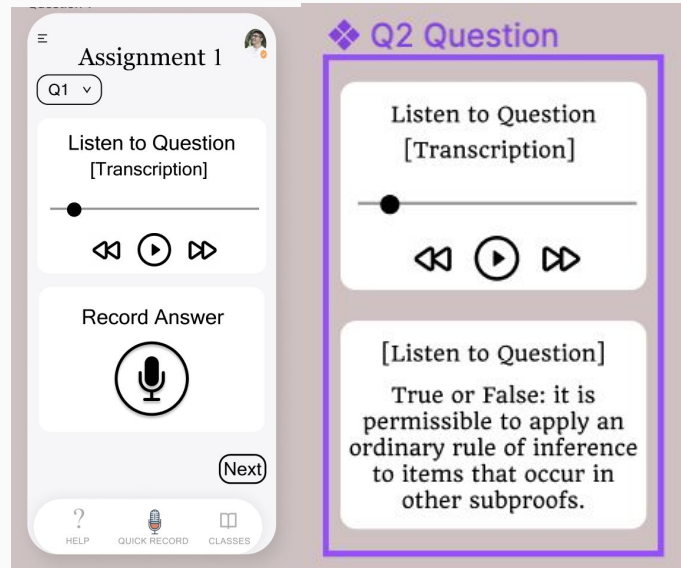 Assignment 1
Q1
Listen to Question
[Transcription]
Record Answer
Next
?
HELP
QUICK RECORD
CLASSES
Q2 Question
Listen to Question
[Transcription]
[Listen to Question]
True or False: it is
permissible to apply an
ordinary rule of inference
to items that occur in
other subproofs.